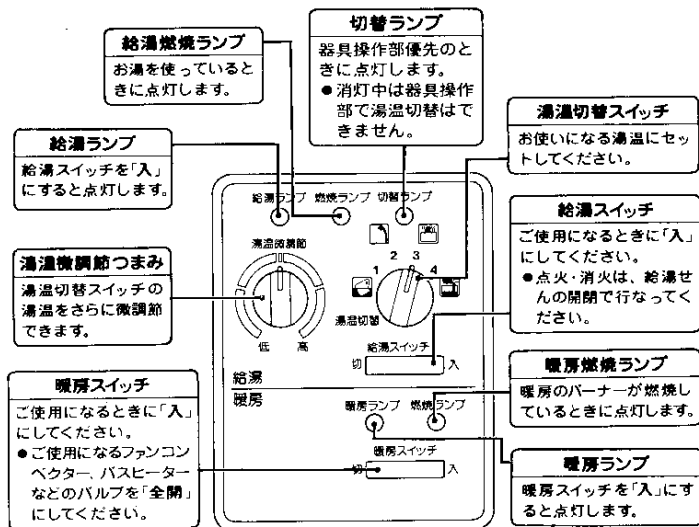 給湯燃焼ランプ
お湯を使っていると
きに点灯します。
切替ランプ
器具操作部優先のと
きに点灯します。
●消灯中は器具操作
部で湯温切替はで
きません。
湯温切替スイッチ
お使いになる湯温にセッ
トしてください。
給湯ランプ
給湯スイッチを「入」
にすると点灯します。
給湯スイッチ
ご使用になるときに「入」
にしてください。
●点火・消火は、給湯せ
んの開閉で行なってく
ださい。
湯温微調節つまみ
湯温切替スイッチの
湯温をさらに微調節
できます。
暖房スイッチ
ご使用になるときに「入」
にしてください。
●ご使用になるファンコン
ベクター、バスヒーター
などのバルブを「全開」
にしてください。
暖房燃焼ランプ
暖房のバーナーが燃焼し
ているときに点灯します。
暖房ランプ
暖房スイッチを「入」にす
ると点灯します。
給湯ランプ 燃焼ランプ 切替ランプ
湯温微調節
低 高
1 2 3 4
湯温切替
給湯スイッチ
切 入
給湯
暖房
暖房ランプ 燃焼ランプ
暖房スイッチ
切 入